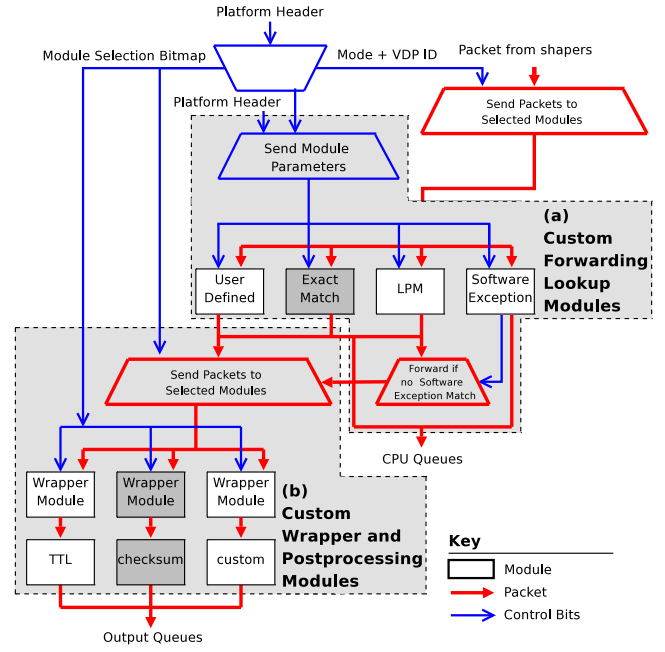 Platform Header
Module Selection Bitmap
Mode + VDP ID
Packet from shapers
Platform Header
Send Packets to
Selected Modules
Send Module
Parameters
(a)
Custom
Forwarding
Lookup
Modules
User
Defined
Exact
Match
LPM
Software
Exception
Send Packets to
Selected Modules
Forward if
no Software
Exception Match
CPU Queues
Wrapper
Module
Wrapper
Module
Wrapper
Module
(b)
Custom
Wrapper and
Postprocessing
Modules
TTL
checksum
custom
Output Queues
Key
Module
Packet
Control Bits